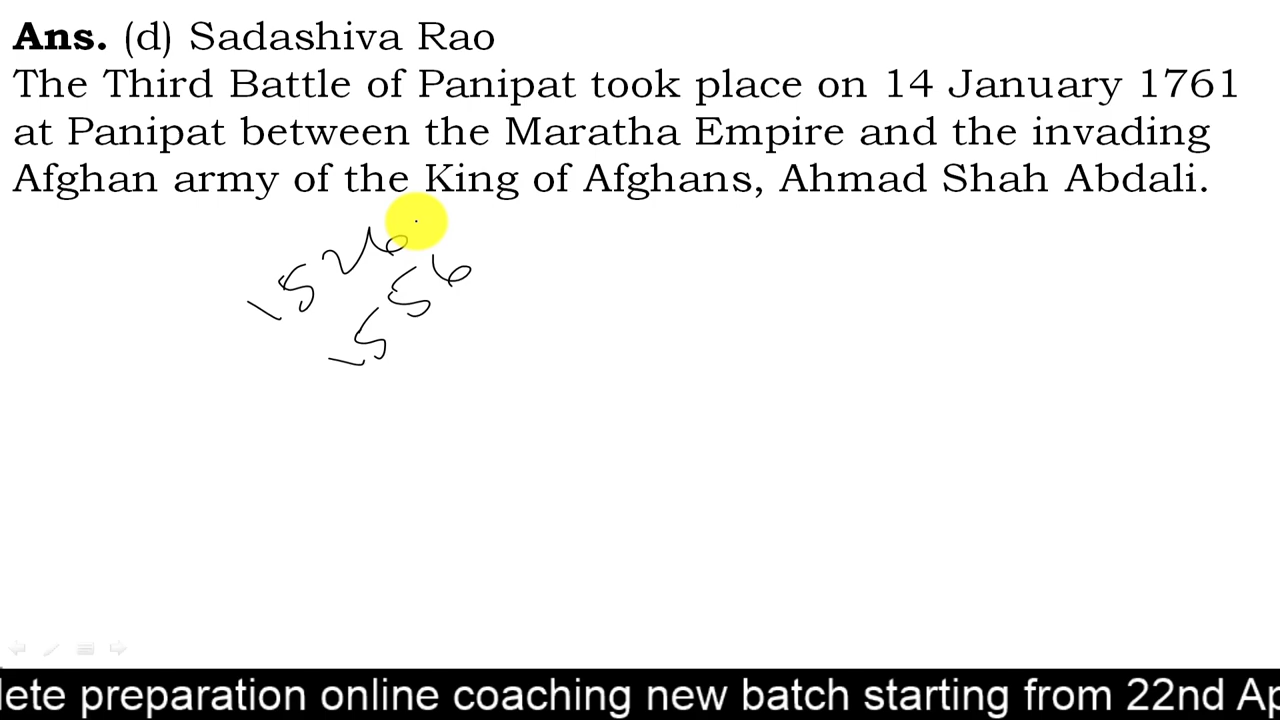 Ans. (d) Sadashiva Rao
The Third Battle of Panipat took place on 14 January 1761
at Panipat between the Maratha Empire and the invading
Afghan army of the King of Afghans, Ahmad Shah Abdali.
1526
1556
lete preparation online coaching new batch starting from 22nd Ap